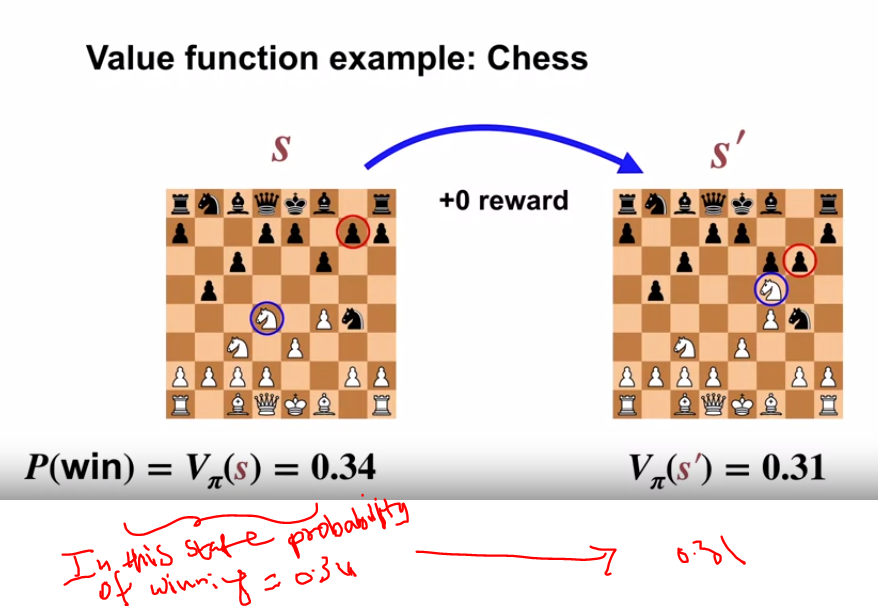 Value function example: Chess
s
s′
+0 reward
P(win) = Vπ(s) = 0.34
Vπ(s′) = 0.31
In this state probability
of winning = 0.34
0.31